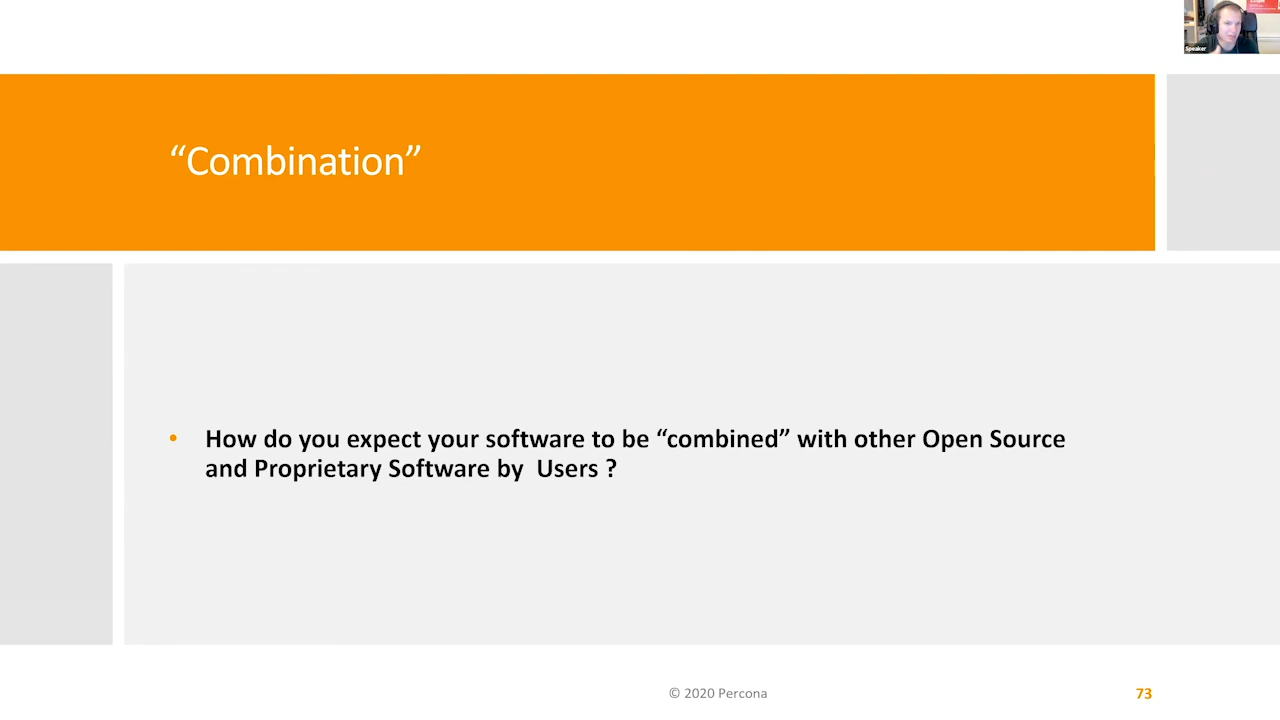 Speaker
“Combination”
• How do you expect your software to be “combined” with other Open Source
and Proprietary Software by  Users ?
© 2020 Percona
73